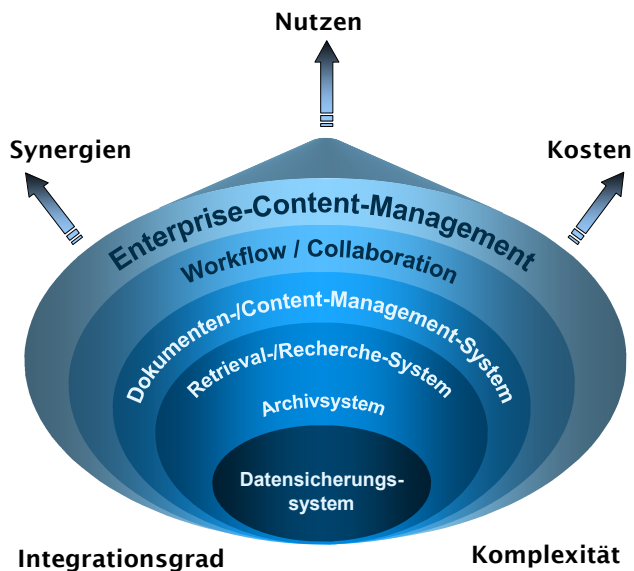 Nutzen
Synergien
Kosten
Enterprise-Content-Management
Workflow / Collaboration
Dokumenten-/Content-Management-System
Retrieval-/Recherche-System
Archivsystem
Datensicherungs-
system
Integrationsgrad
Komplexität